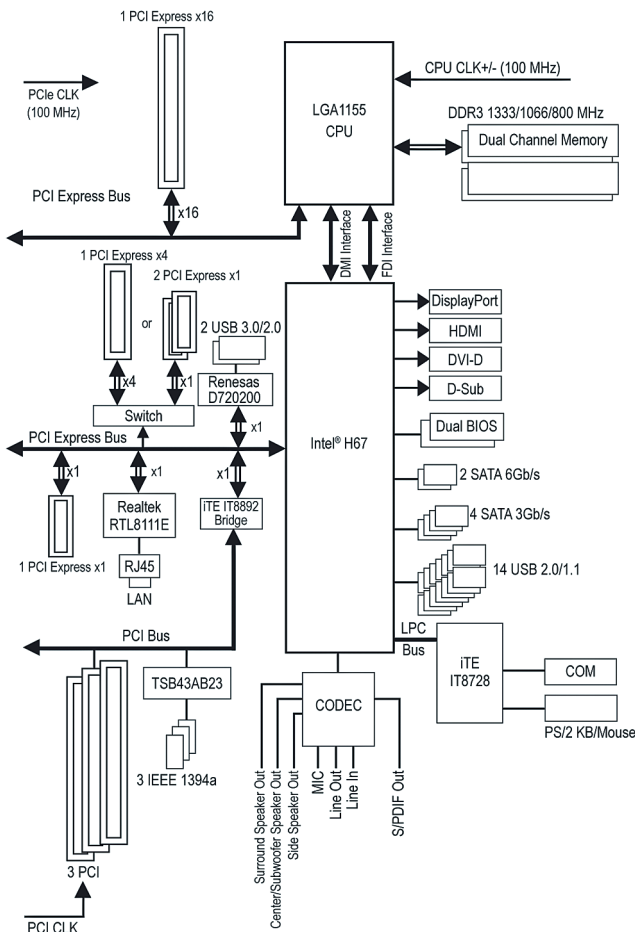 1 PCI Express x16
PCIe CLK
(100 MHz)
LGA1155
CPU
CPU CLK+/- (100 MHz)
DDR3 1333/1066/800 MHz
Dual Channel Memory
PCI Express Bus
x16
DMI Interface
FDI Interface
1 PCI Express x4
2 PCI Express x1
or
x4
x1
2 USB 3.0/2.0
Renesas
D720200
Switch
x1
PCI Express Bus
Intel® H67
DisplayPort
HDMI
DVI-D
D-Sub
Dual BIOS
2 SATA 6Gb/s
4 SATA 3Gb/s
14 USB 2.0/1.1
x1
x1
x1
1 PCI Express x1
Realtek
RTL8111E
RJ45
LAN
iTE IT8892
Bridge
PCI Bus
LPC
Bus
iTE
IT8728
COM
PS/2 KB/Mouse
TSB43AB23
3 IEEE 1394a
CODEC
Surround Speaker Out
Center/Subwoofer Speaker Out
Side Speaker Out
MIC
Line Out
Line In
S/PDIF Out
3 PCI
PCI CLK